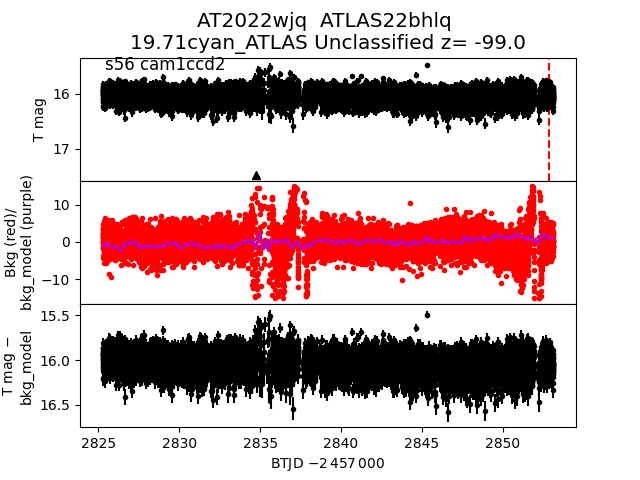 AT2022wjq  ATLAS22bhlq
19.71cyan_ATLAS Unclassified z= -99.0
s56 cam1ccd2
T mag
16
17
Bkg (red)/
bkg_model (purple)
10
0
−10
T mag −
bkg_model
15.5
16.0
16.5
2825 2830 2835 2840 2845 2850
BTJD −2 457 000